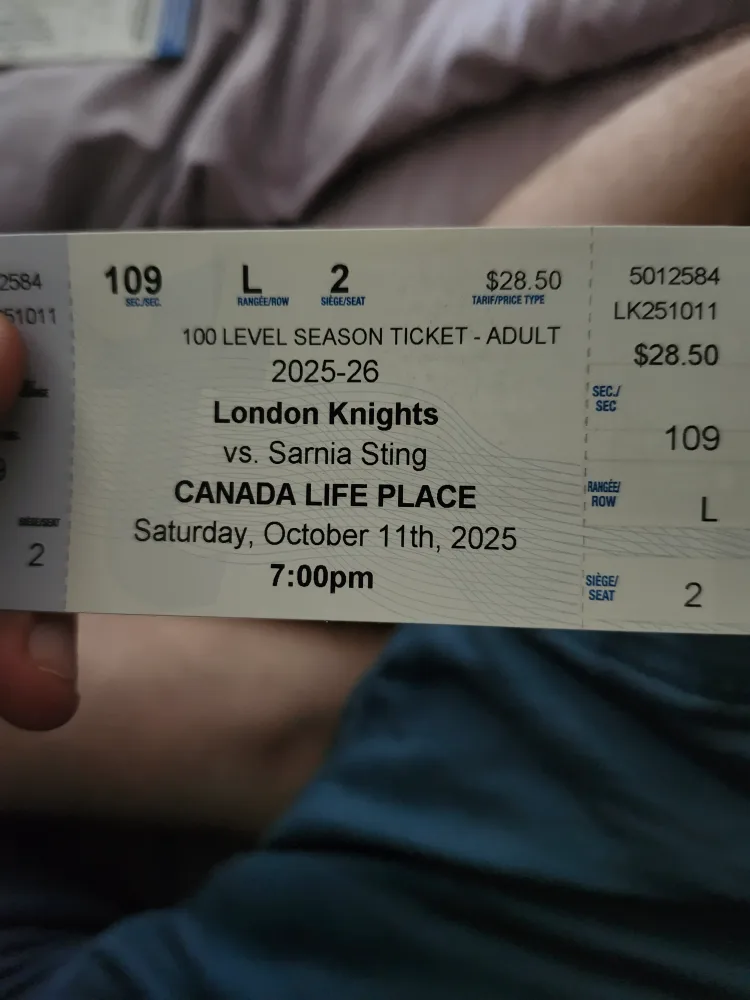 2584
51011
2
109 L 2 $28.50
SEC./SEC. RANGÉE/ROW SIÈGE/SEAT TARIF/PRICE TYPE
100 LEVEL SEASON TICKET - ADULT
2025-26
London Knights
vs. Sarnia Sting
CANADA LIFE PLACE
Saturday, October 11th, 2025
7:00pm
5012584
LK251011
$28.50
SEC./
SEC
109
RANGÉE/
ROW
L
SIÈGE/
SEAT
2